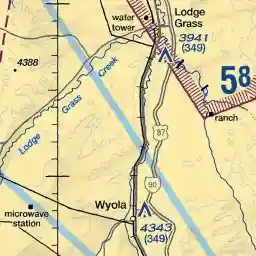 Lodge
Grass
water
tower
3941
(349)
4388
58
Lodge Grass Creek
ranch
87
90
microwave
station
Wyola
4343
(349)